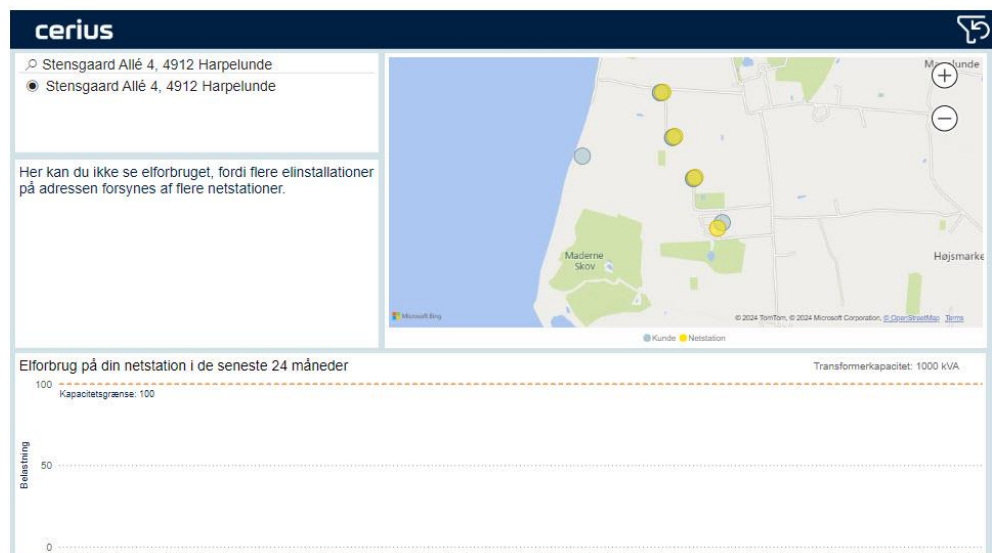 cerius
Stensgaard Allé 4, 4912 Harpelunde
Stensgaard Allé 4, 4912 Harpelunde
Her kan du ikke se elforbruget, fordi flere elinstallationer
på adressen forsynes af flere netstationer.
Maderne
Skov
Højsmarke
Microsoft Bing
© 2024 TomTom, © 2024 Microsoft Corporation, © OpenStreetMap Terms
Kunde Netstation
Elforbrug på din netstation i de seneste 24 måneder
Transformerkapacitet: 1000 kVA
100
Kapacitetsgrænse: 100
Belastning
50
0